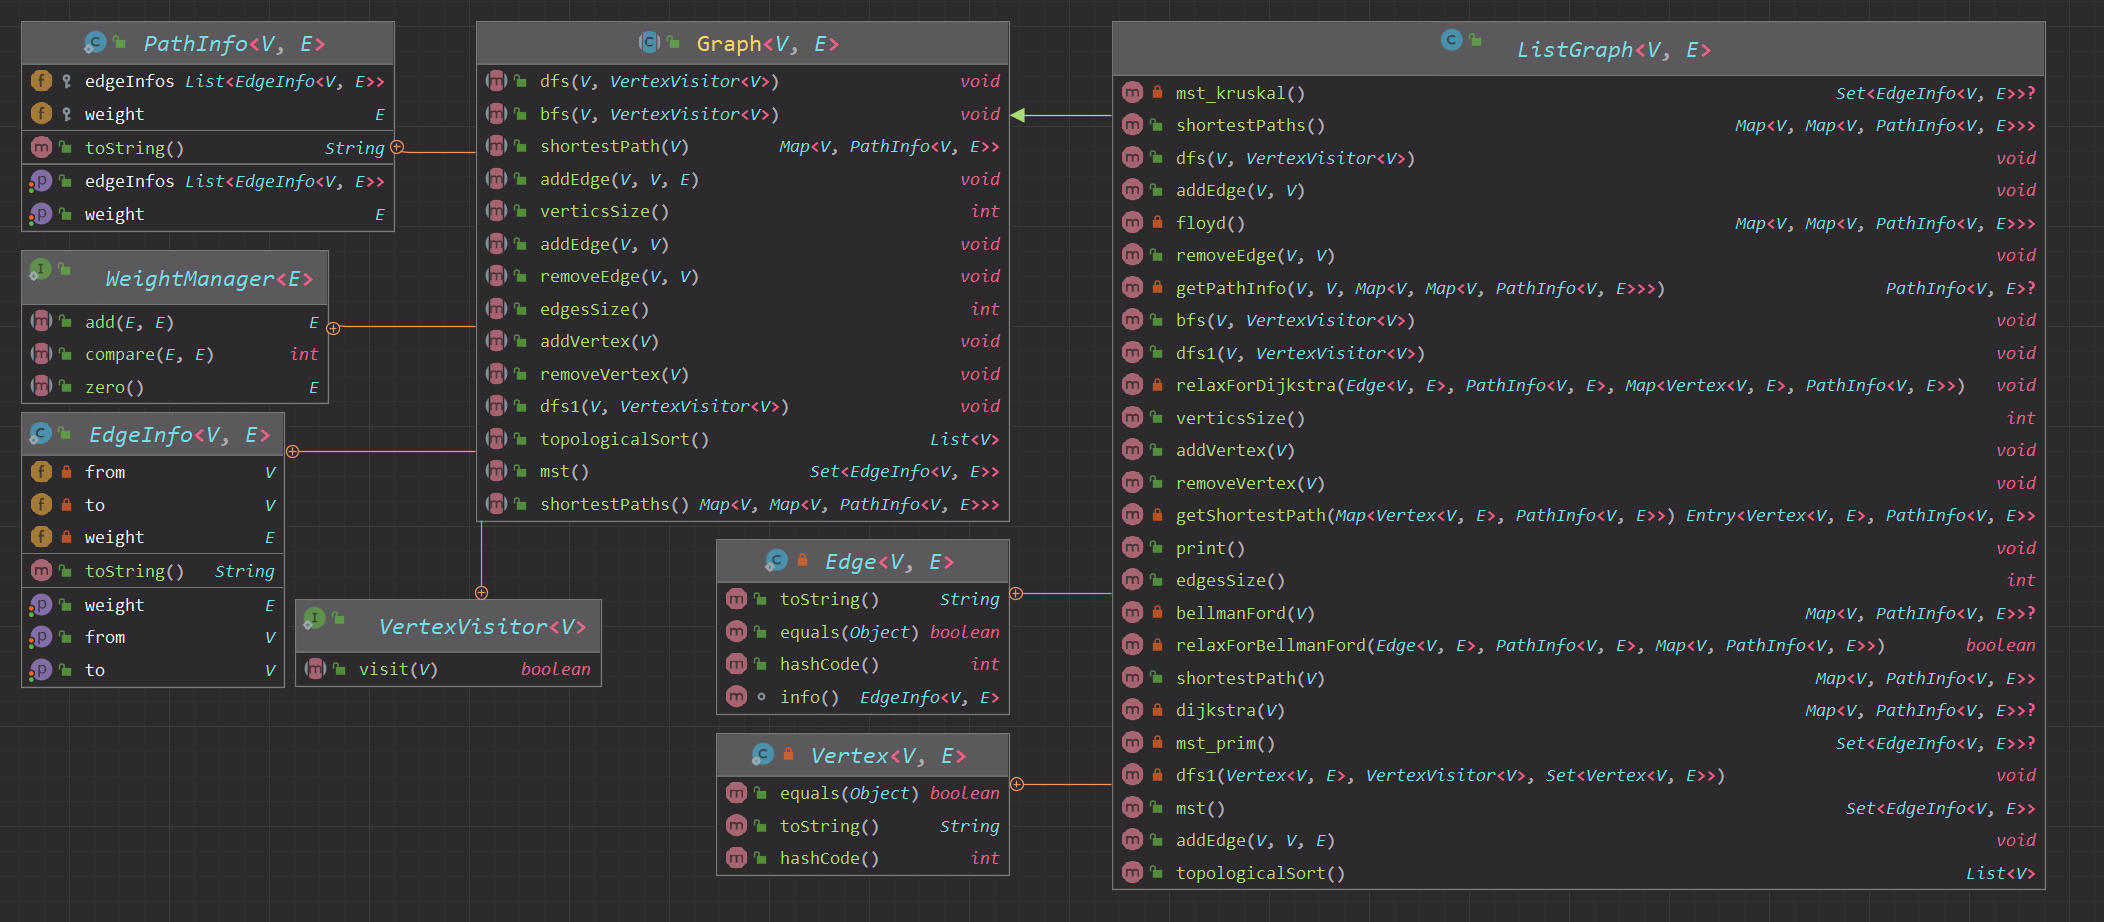 PathInfo<V, E>
edgeInfos List<EdgeInfo<V, E>>
weight E
toString() String
edgeInfos List<EdgeInfo<V, E>>
weight E
WeightManager<E>
add(E, E) E
compare(E, E) int
zero() E
EdgeInfo<V, E>
from V
to V
weight E
toString() String
weight E
from V
to V
Graph<V, E>
dfs(V, VertexVisitor<V>) void
bfs(V, VertexVisitor<V>) void
shortestPath(V) Map<V, PathInfo<V, E>>
addEdge(V, V, E) void
verticsSize() int
addEdge(V, V) void
removeEdge(V, V) void
edgesSize() int
addVertex(V) void
removeVertex(V) void
dfs1(V, VertexVisitor<V>) void
topologicalSort() List<V>
mst() Set<EdgeInfo<V, E>>
shortestPaths() Map<V, Map<V, PathInfo<V, E>>>
VertexVisitor<V>
visit(V) boolean
Edge<V, E>
toString() String
equals(Object) boolean
hashCode() int
info() EdgeInfo<V, E>
Vertex<V, E>
equals(Object) boolean
toString() String
hashCode() int
ListGraph<V, E>
mst_kruskal() Set<EdgeInfo<V, E>>?
shortestPaths() Map<V, Map<V, PathInfo<V, E>>>
dfs(V, VertexVisitor<V>) void
addEdge(V, V) void
floyd() Map<V, Map<V, PathInfo<V, E>>>
removeEdge(V, V) void
getPathInfo(V, V, Map<V, Map<V, PathInfo<V, E>>>) PathInfo<V, E>?
bfs(V, VertexVisitor<V>) void
dfs1(V, VertexVisitor<V>) void
relaxForDijkstra(Edge<V, E>, PathInfo<V, E>, Map<Vertex<V, E>, PathInfo<V, E>>) void
verticsSize() int
addVertex(V) void
removeVertex(V) void
getShortestPath(Map<Vertex<V, E>, PathInfo<V, E>>) Entry<Vertex<V, E>, PathInfo<V, E>>
print() void
edgesSize() int
bellmanFord(V) Map<V, PathInfo<V, E>>?
relaxForBellmanFord(Edge<V, E>, PathInfo<V, E>, Map<V, PathInfo<V, E>>) boolean
shortestPath(V) Map<V, PathInfo<V, E>>
dijkstra(V) Map<V, PathInfo<V, E>>?
mst_prim() Set<EdgeInfo<V, E>>?
dfs1(Vertex<V, E>, VertexVisitor<V>, Set<Vertex<V, E>>) void
mst() Set<EdgeInfo<V, E>>
addEdge(V, V, E) void
topologicalSort() List<V>